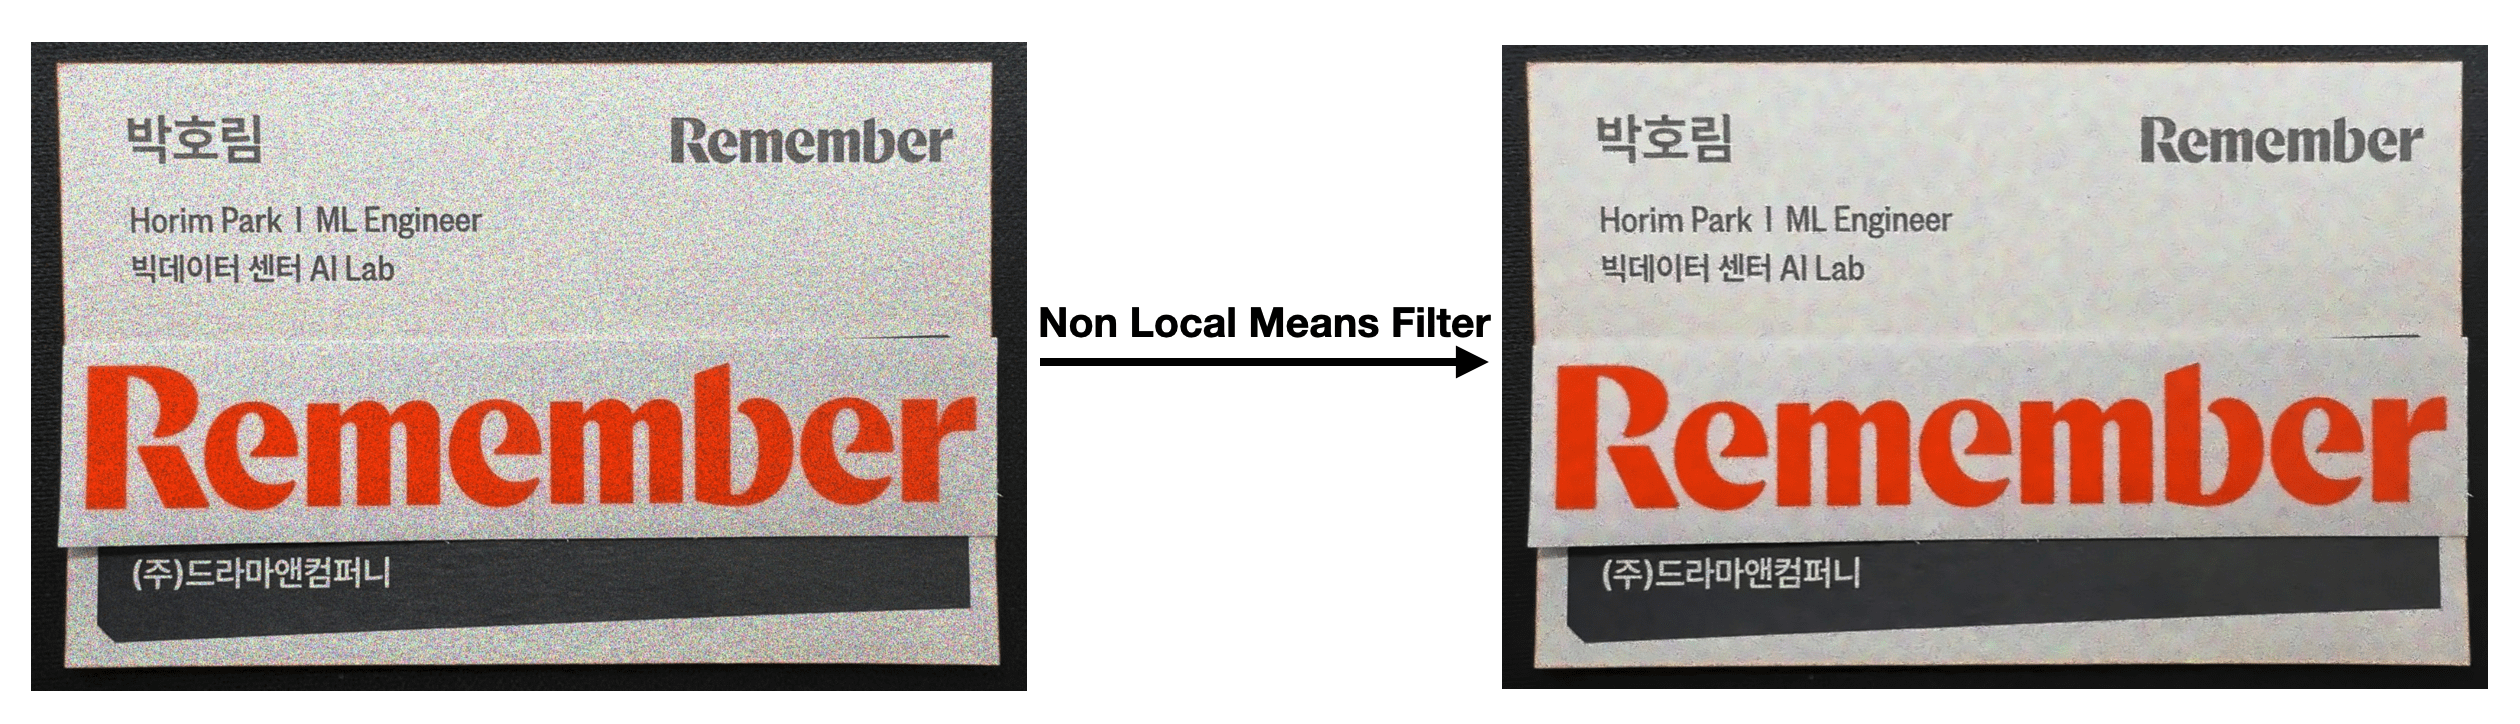 박호림
Remember
Horim Park | ML Engineer
빅데이터 센터 AI Lab
Remember
(주)드라마앤컴퍼니
Non Local Means Filter
박호림
Remember
Horim Park | ML Engineer
빅데이터 센터 AI Lab
Remember
(주)드라마앤컴퍼니